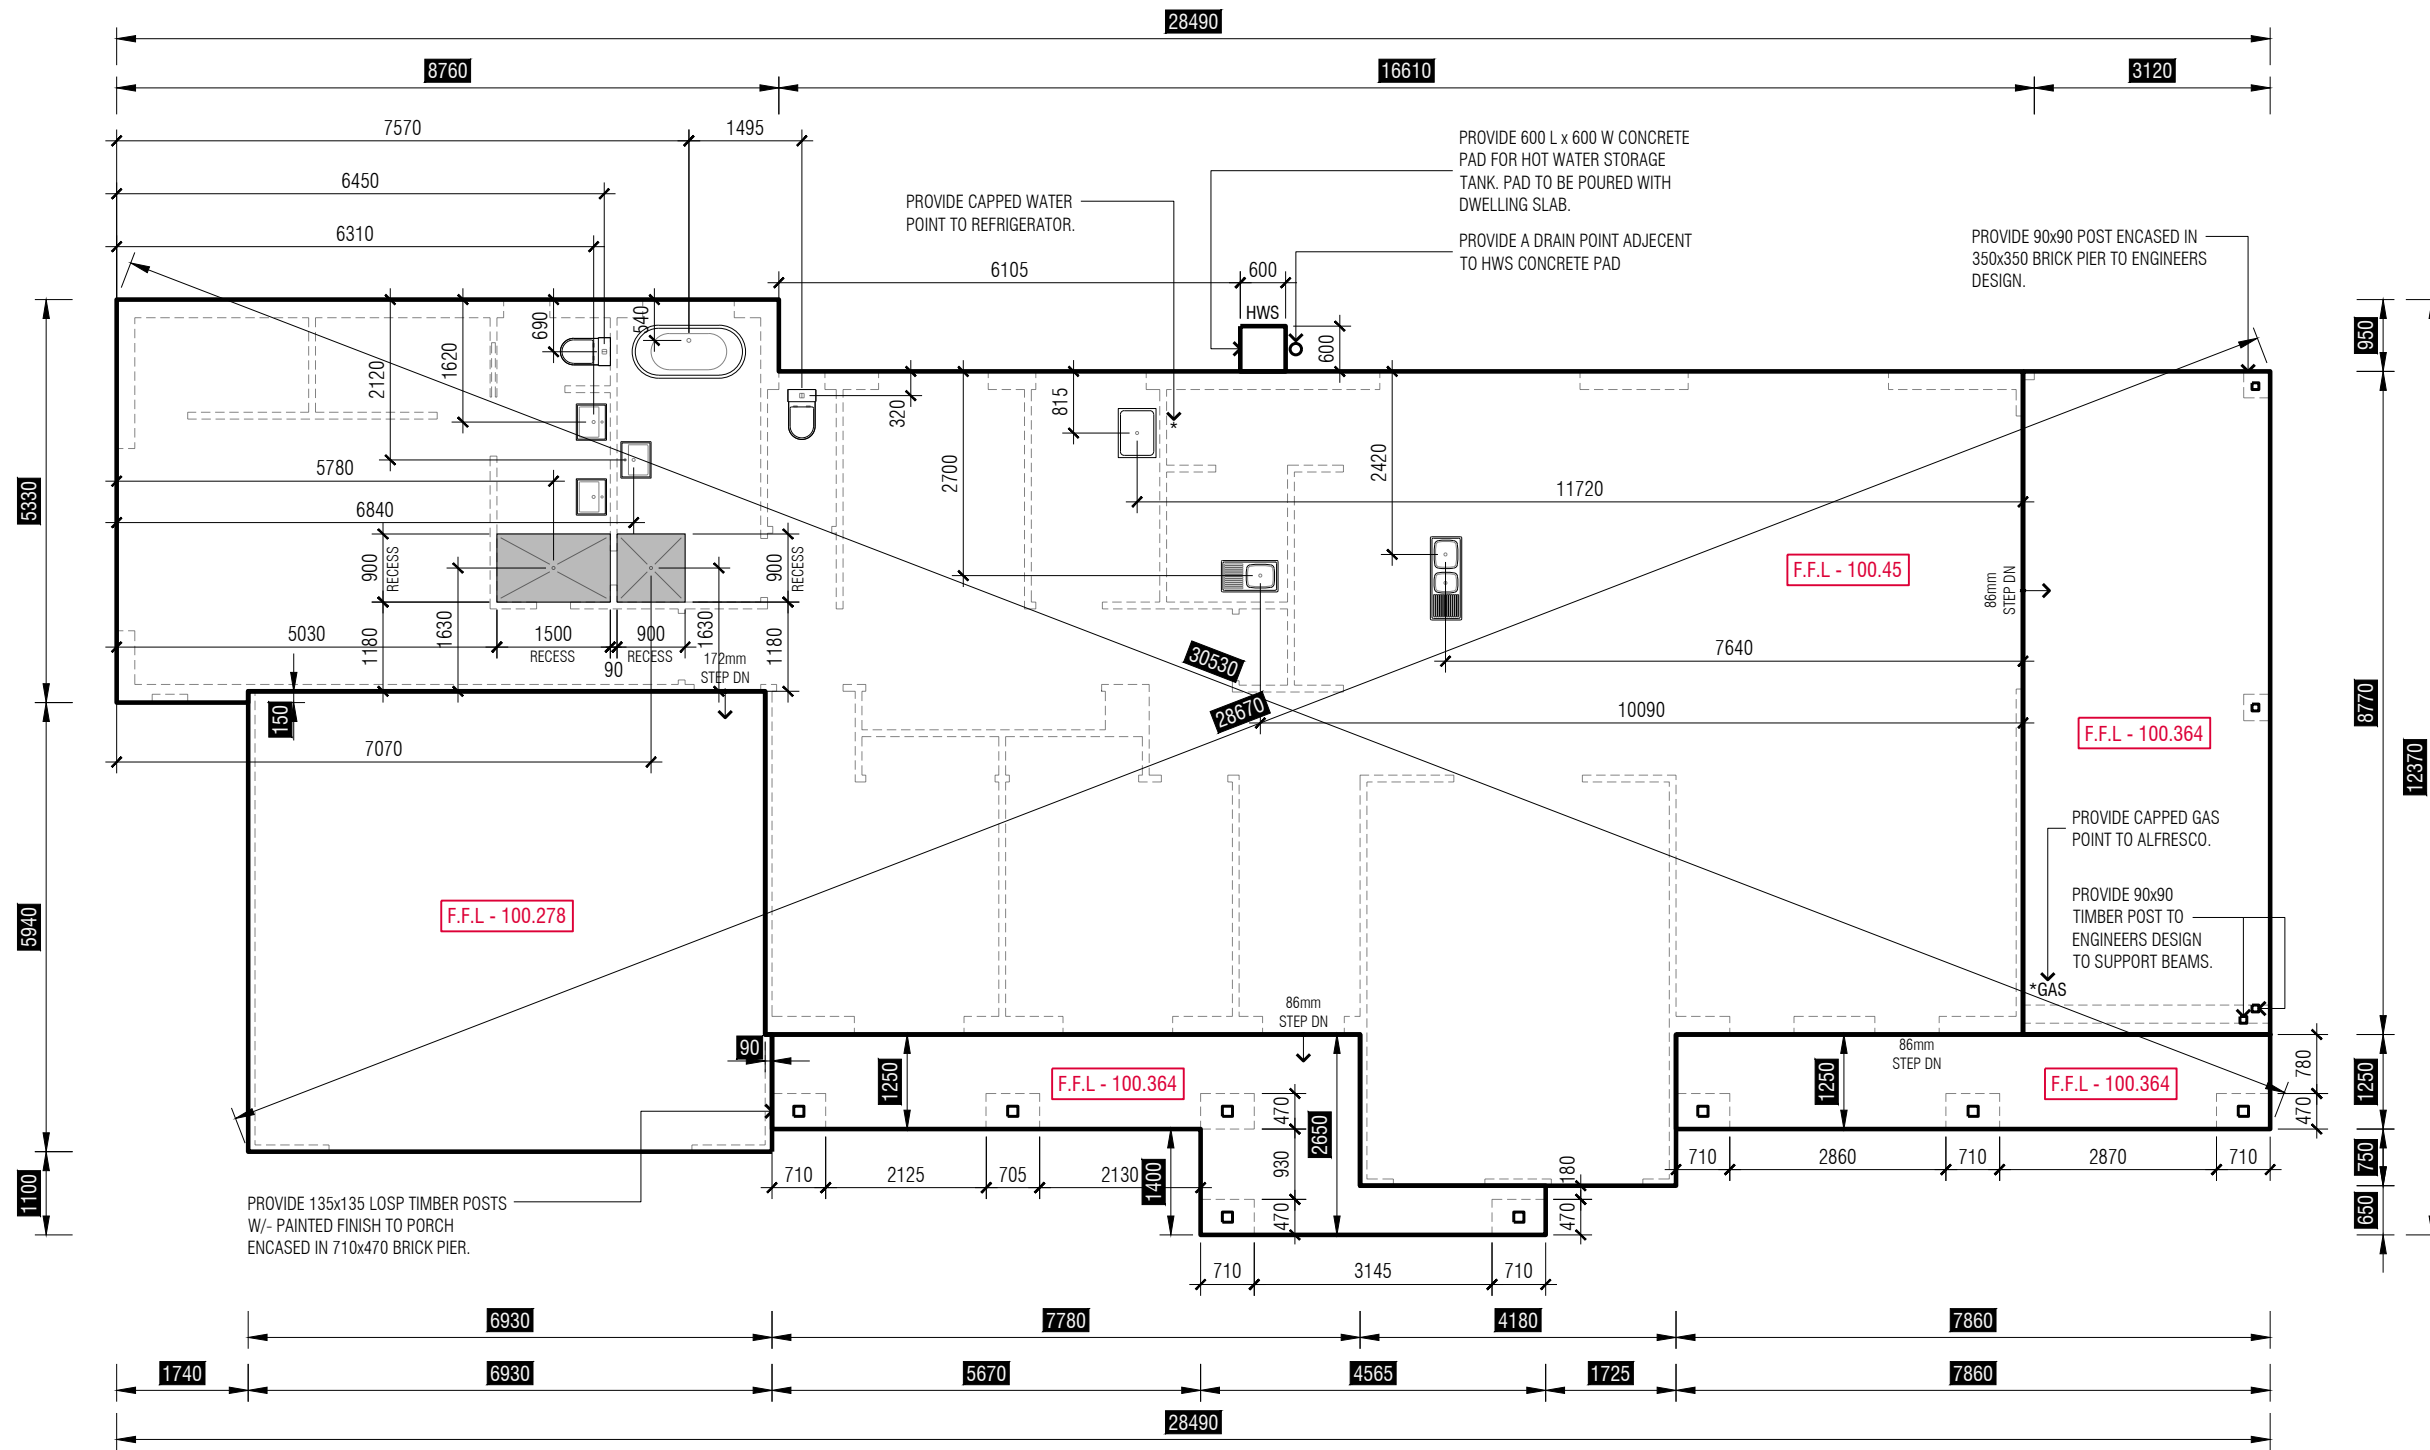 28490
8760
16610
3120
7570
1495
6450
6310
PROVIDE CAPPED WATER
POINT TO REFRIGERATOR.
PROVIDE 600 L x 600 W CONCRETE
PAD FOR HOT WATER STORAGE
TANK. PAD TO BE POURED WITH
DWELLING SLAB.
PROVIDE A DRAIN POINT ADJECENT
TO HWS CONCRETE PAD
PROVIDE 90x90 POST ENCASED IN
350x350 BRICK PIER TO ENGINEERS
DESIGN.
6105
600
HWS
600
690
540
1620
2120
320
815
*
2700
2420
950
5330
5780
6840
11720
900
RECESS
900
RECESS
F.F.L - 100.45
86mm
STEP DN
5030
1180
1630
1500
RECESS
90
900
RECESS
1630
1180
172mm
STEP DN
7640
30530
28670
10090
150
7070
F.F.L - 100.364
8770
12370
PROVIDE CAPPED GAS
POINT TO ALFRESCO.
PROVIDE 90x90
TIMBER POST TO
ENGINEERS DESIGN
TO SUPPORT BEAMS.
*GAS
F.F.L - 100.278
5940
1100
86mm
STEP DN
90
1250
F.F.L - 100.364
470
2650
930
1400
470
86mm
STEP DN
1250
F.F.L - 100.364
780
470
1250
750
650
710
2125
705
2130
180
470
710
2860
710
2870
710
PROVIDE 135x135 LOSP TIMBER POSTS
W/- PAINTED FINISH TO PORCH
ENCASED IN 710x470 BRICK PIER.
710
3145
710
6930
7780
4180
7860
1740
6930
5670
4565
1725
7860
28490